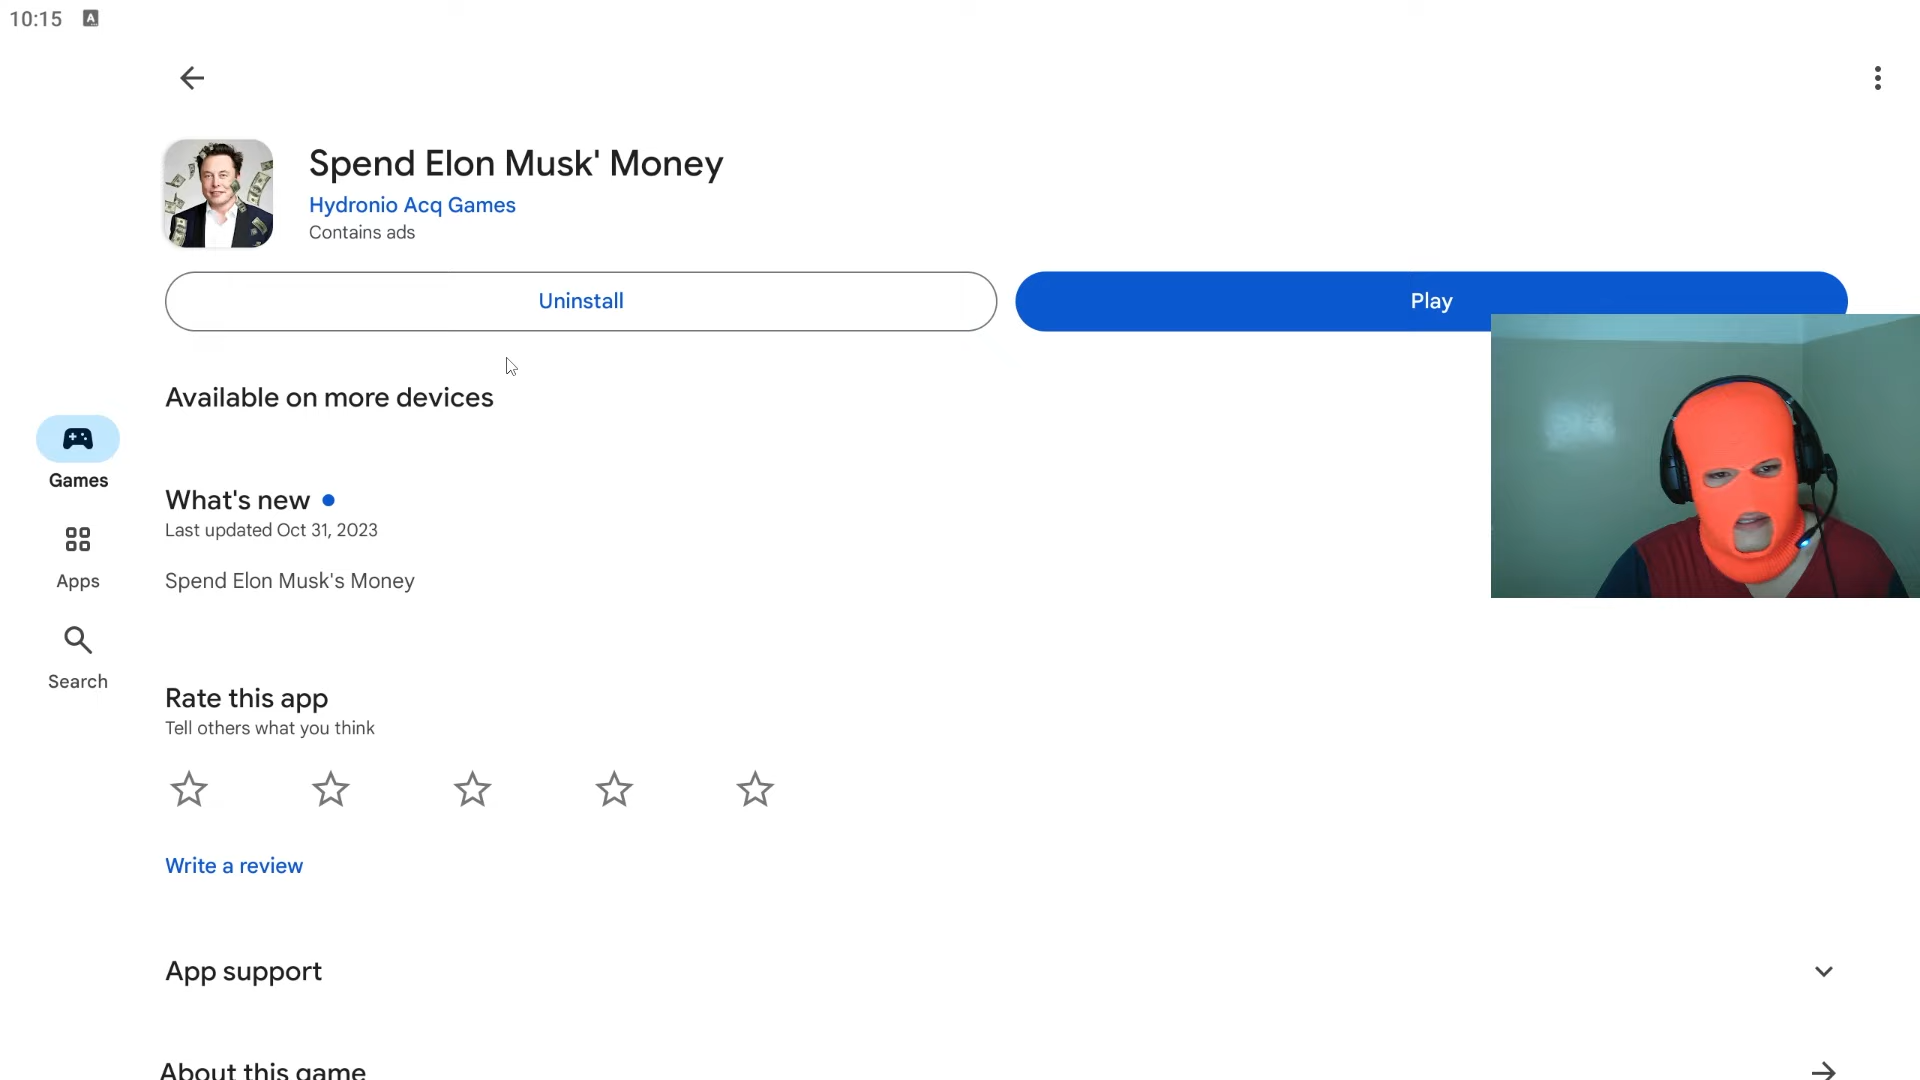 10:15
A
Spend Elon Musk' Money
Hydronio Acq Games
Contains ads
Uninstall
Play
Available on more devices
Games
What's new
Last updated Oct 31, 2023
Apps
Spend Elon Musk's Money
Search
Rate this app
Tell others what you think
Write a review
App support
About this game